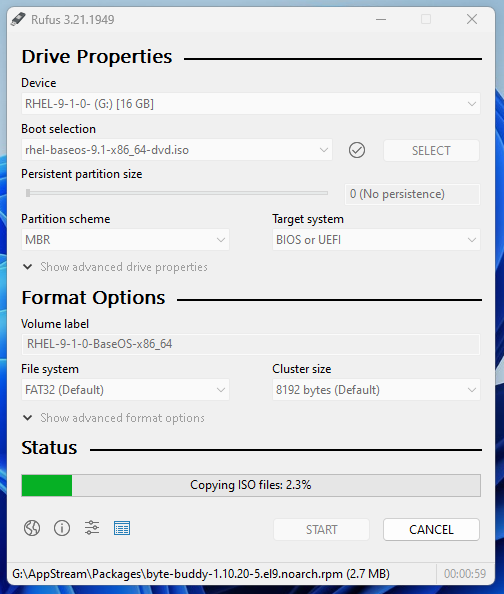 Rufus 3.21.1949
Drive Properties
Device
RHEL-9-1-0- (G:) [16 GB]
Boot selection
rhel-baseos-9.1-x86_64-dvd.iso
SELECT
Persistent partition size
0 (No persistence)
Partition scheme
Target system
MBR
BIOS or UEFI
Show advanced drive properties
Format Options
Volume label
RHEL-9-1-0-BaseOS-x86_64
File system
Cluster size
FAT32 (Default)
8192 bytes (Default)
Show advanced format options
Status
Copying ISO files: 2.3%
START
CANCEL
G:\AppStream\Packages\byte-buddy-1.10.20-5.el9.noarch.rpm (2.7 MB)
00:00:59